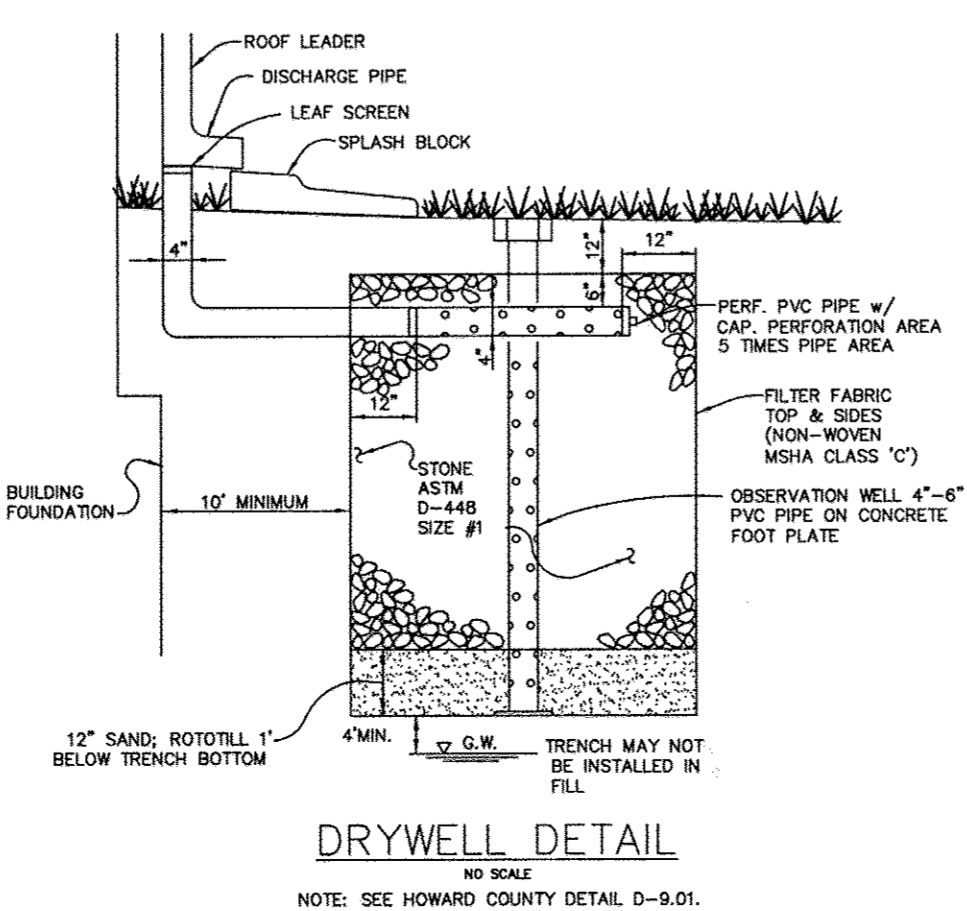 ROOF LEADER
DISCHARGE PIPE
LEAF SCREEN
SPLASH BLOCK
4"
12"
12"
6"
PERF. PVC PIPE w/
CAP. PERFORATION AREA
5 TIMES PIPE AREA
4"
12"
FILTER FABRIC
TOP & SIDES
(NON-WOVEN
MSHA CLASS 'C')
STONE
ASTM
D-448
SIZE #1
BUILDING
FOUNDATION
10' MINIMUM
OBSERVATION WELL 4"-6"
PVC PIPE ON CONCRETE
FOOT PLATE
12" SAND; ROTOTILL 1'
BELOW TRENCH BOTTOM
4'MIN.
G.W.
TRENCH MAY NOT
BE INSTALLED IN
FILL
DRYWELL DETAIL
NO SCALE
NOTE: SEE HOWARD COUNTY DETAIL D-9.01.